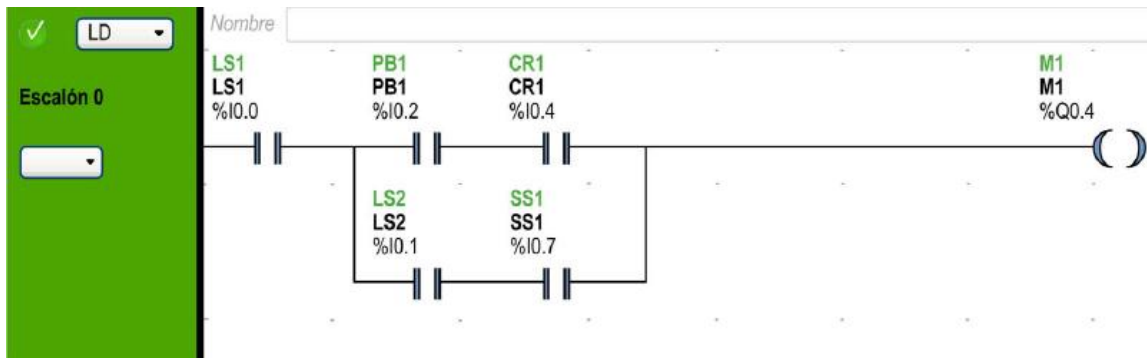 LD
Nombre
Escalón 0
LS1 PB1 CR1 M1
LS1 PB1 CR1 M1
%I0.0 %I0.2 %I0.4 %Q0.4
LS2 SS1
LS2 SS1
%I0.1 %I0.7